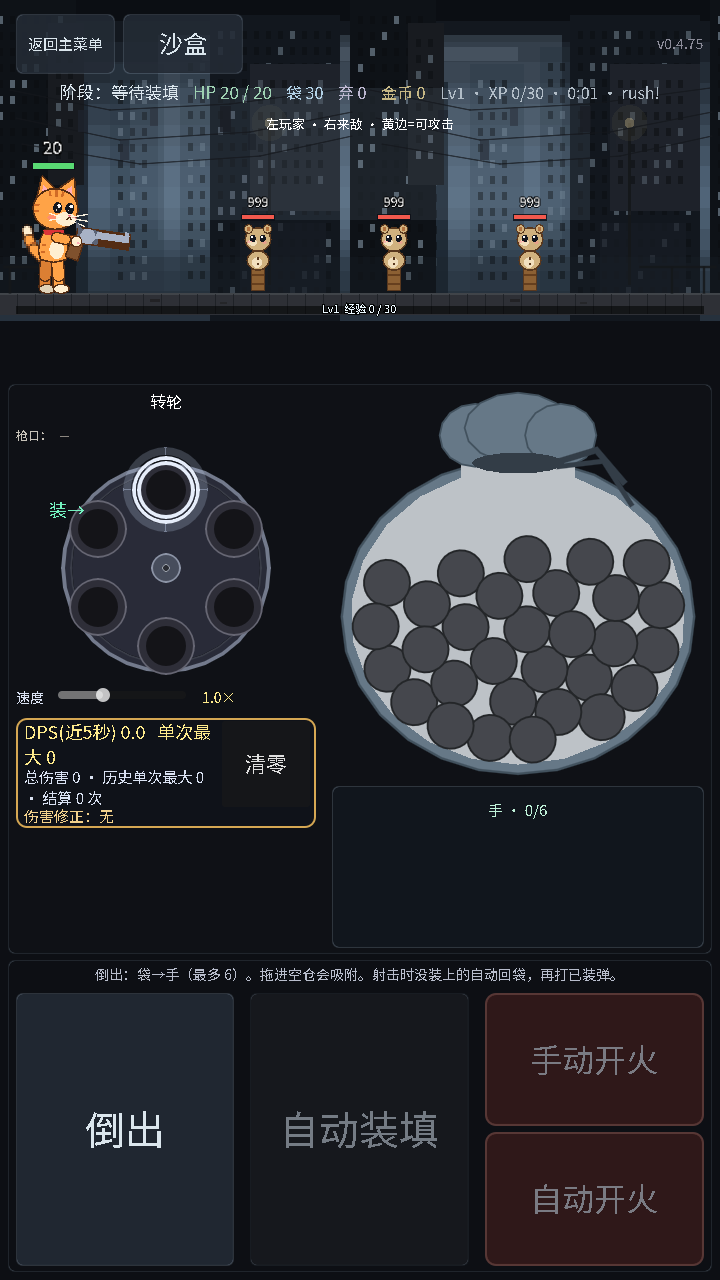 返回主菜单
沙盒
v0.4.75
阶段：等待装填 HP 20 / 20 袋 30 弃 0 金币 0 Lv1 · XP 0/30 · 0:01 · rush!
左玩家 · 右来敌 · 黄边=可攻击
20
999
999
999
Lv1 经验 0 / 30
转轮
枪口： —
装→
速度
1.0×
DPS(近5秒) 0.0 单次最
大 0
总伤害 0 · 历史单次最大 0
· 结算 0 次
伤害修正：无
清零
手 · 0/6
倒出：袋→手（最多 6）。拖进空仓会吸附。射击时没装上的自动回袋，再打已装弹。
倒出
自动装填
手动开火
自动开火